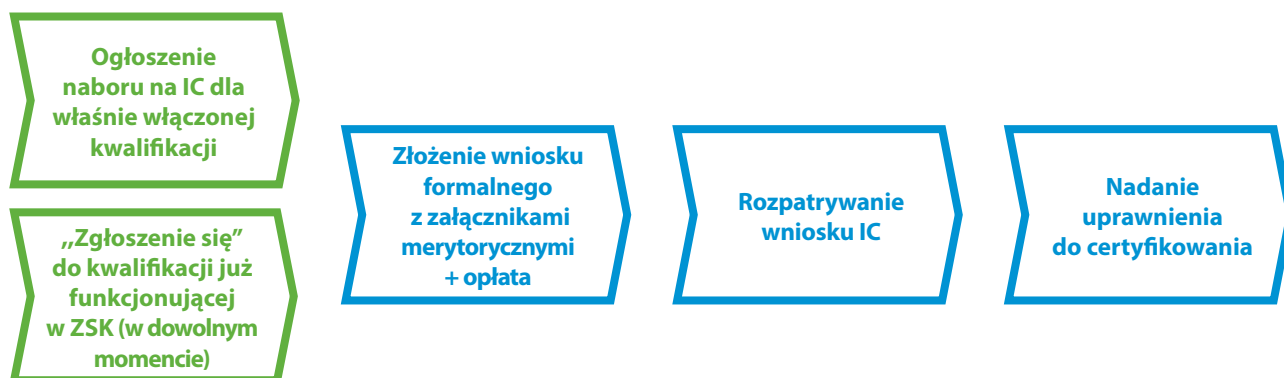 Ogłoszenie
naboru na IC dla
właśnie włączonej
kwalifikacji
„Zgłoszenie się”
do kwalifikacji już
funkcjonującej
w ZSK (w dowolnym
momencie)
Złożenie wniosku
formalnego
z załącznikami
merytorycznymi
+ opłata
Rozpatrywanie
wniosku IC
Nadanie
uprawnienia
do certyfikowania